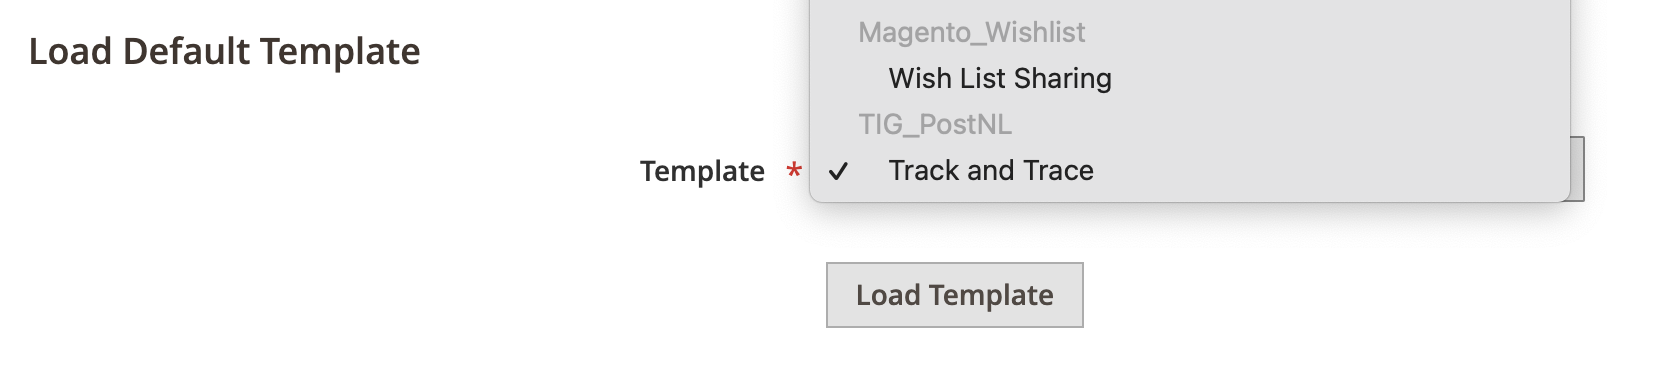 Magento_Wishlist
Load Default Template
Wish List Sharing
TIG_PostNL
Template *
✓ Track and Trace
Load Template